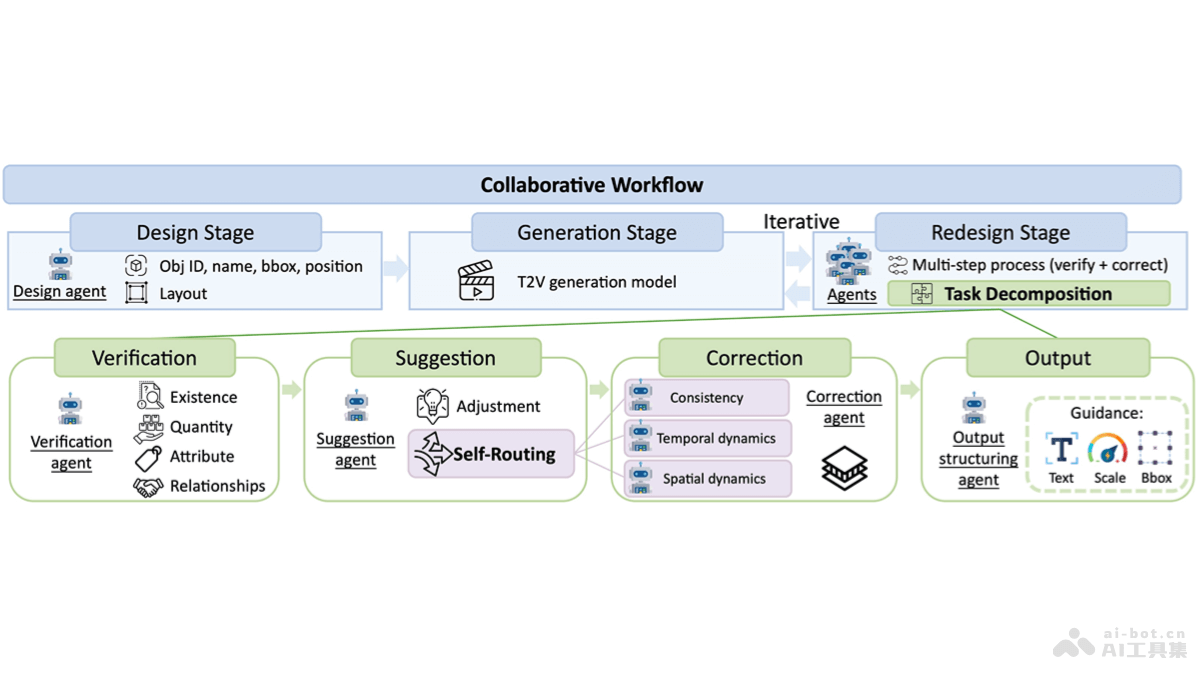 Collaborative Workflow
Design Stage
Design agent
Obj ID, name, bbox, position
Layout
Generation Stage
T2V generation model
Iterative
Redesign Stage
Agents
Multi-step process (verify + correct)
Task Decomposition
Verification
Verification
agent
Existence
Quantity
Attribute
Relationships
Suggestion
Suggestion
agent
Adjustment
Self-Routing
Correction
Consistency
Temporal dynamics
Spatial dynamics
Correction
agent
Output
Output
structuring
agent
Guidance:
T
Text
Scale
Bbox
ai-bot.cn
AI工具集